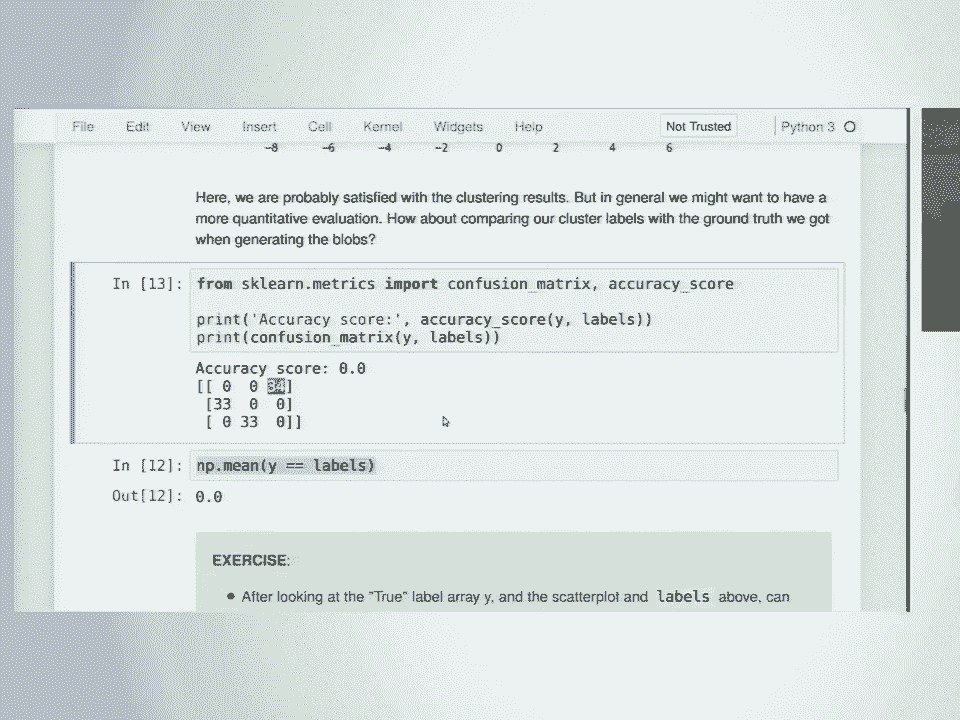 File Edit View Insert Cell Kernel Widgets Help Not Trusted Python 3
-8 -6 -4 -2 0 2 4 6
Here, we are probably satisfied with the clustering results. But in general we might want to have a
more quantitative evaluation. How about comparing our cluster labels with the ground truth we got
when generating the blobs?
In [13]: from sklearn.metrics import confusion_matrix, accuracy_score
print('Accuracy score:', accuracy_score(y, labels))
print(confusion_matrix(y, labels))
Accuracy score: 0.0
[[ 0 0 34]
[33 0 0]
[ 0 33 0]]
In [12]: np.mean(y == labels)
Out[12]: 0.0
EXERCISE:
• After looking at the "True" label array y, and the scatterplot and labels above, can